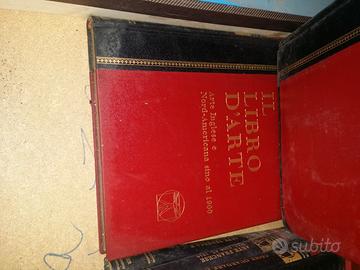 IL
LIBRO
D'ARTE
Arte Inglese e
Nord-Americana sino al 1900
subito